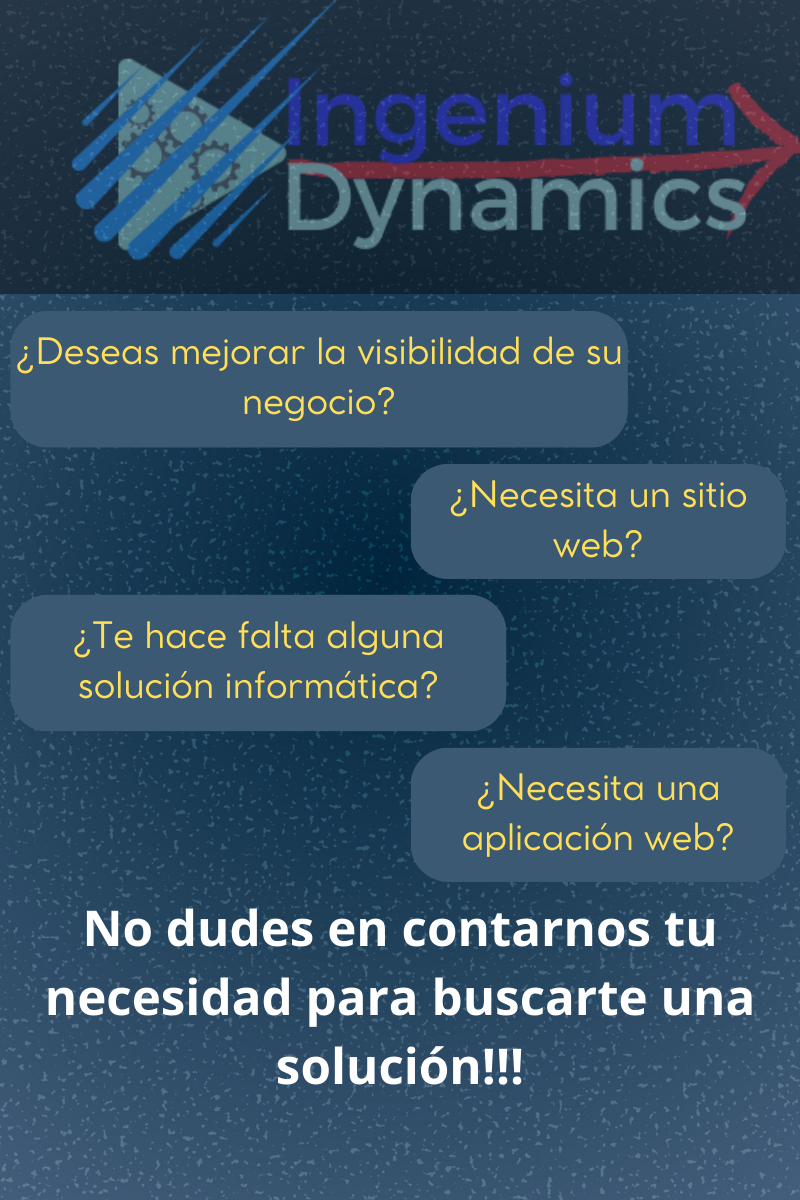 Ingenium
Dynamics
¿Deseas mejorar la visibilidad de su
negocio?
¿Necesita un sitio
web?
¿Te hace falta alguna
solución informática?
¿Necesita una
aplicación web?
No dudes en contarnos tu
necesidad para buscarte una
solución!!!